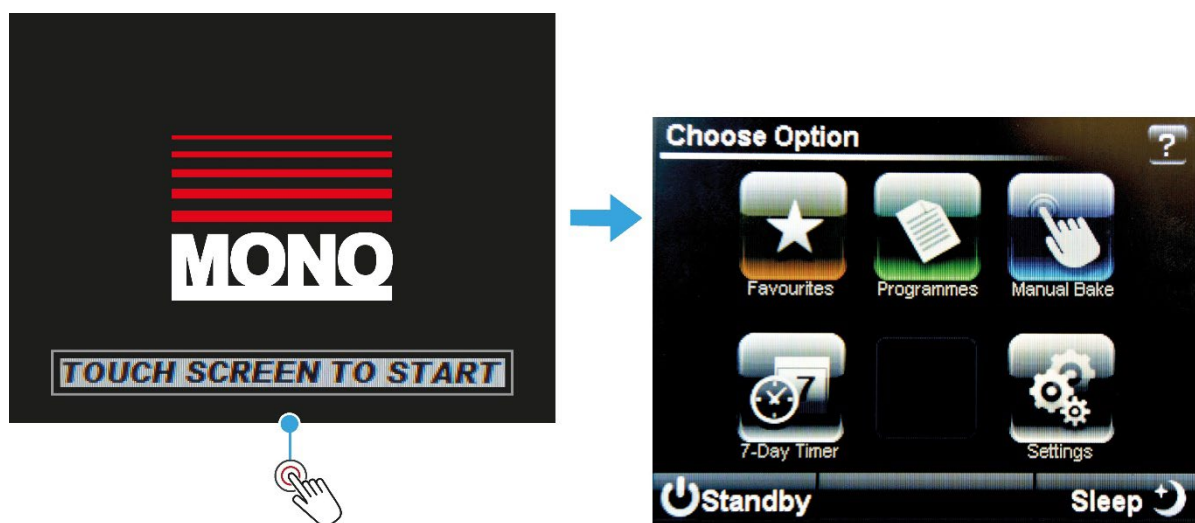 MONO
TOUCH SCREEN TO START
Choose Option
?
Favourites
Programmes
Manual Bake
7
7-Day Timer
Settings
Standby
Sleep